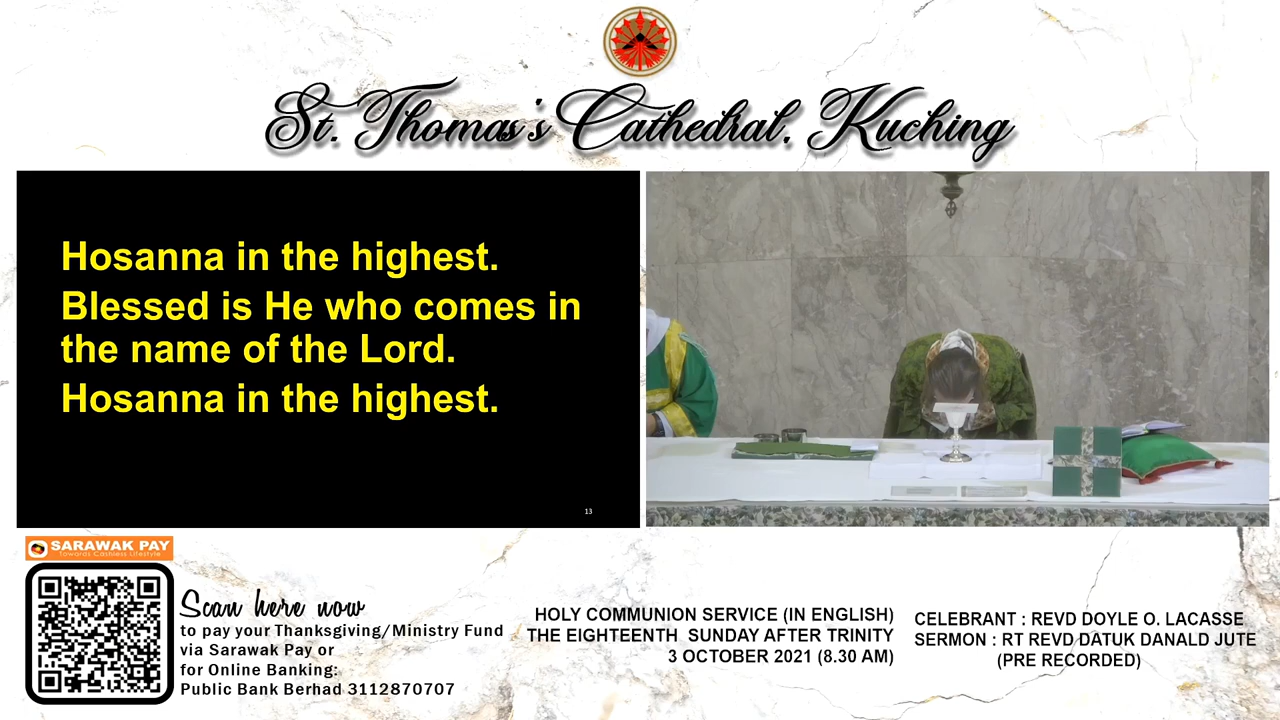 St. Thomas's Cathedral, Kuching
Hosanna in the highest.
Blessed is He who comes in
the name of the Lord.
Hosanna in the highest.
13
SARAWAK PAY
Towards Cashless Lifestyle
Scan here now
to pay your Thanksgiving/Ministry Fund
via Sarawak Pay or
for Online Banking:
Public Bank Berhad 3112870707
HOLY COMMUNION SERVICE (IN ENGLISH)
THE EIGHTEENTH SUNDAY AFTER TRINITY
3 OCTOBER 2021 (8.30 AM)
CELEBRANT : REVD DOYLE O. LACASSE
SERMON : RT REVD DATUK DANALD JUTE
(PRE RECORDED)